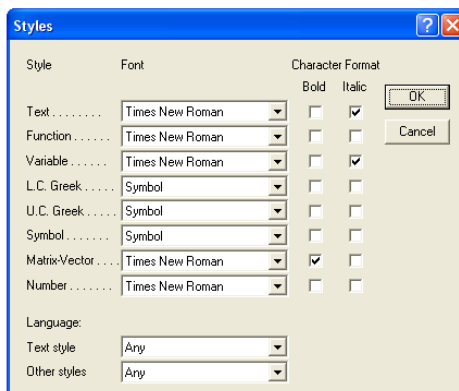 Styles
Style Font Character Format
Bold Italic
OK
Text . . . . . . . . Times New Roman
Function . . . . . . Times New Roman
Cancel
Variable . . . . . . Times New Roman
L.C. Greek . . . . . Symbol
U.C. Greek . . . . . Symbol
Symbol . . . . . . . Symbol
Matrix-Vector . . . . Times New Roman
Number . . . . . . . Times New Roman
Language:
Text style Any
Other styles Any